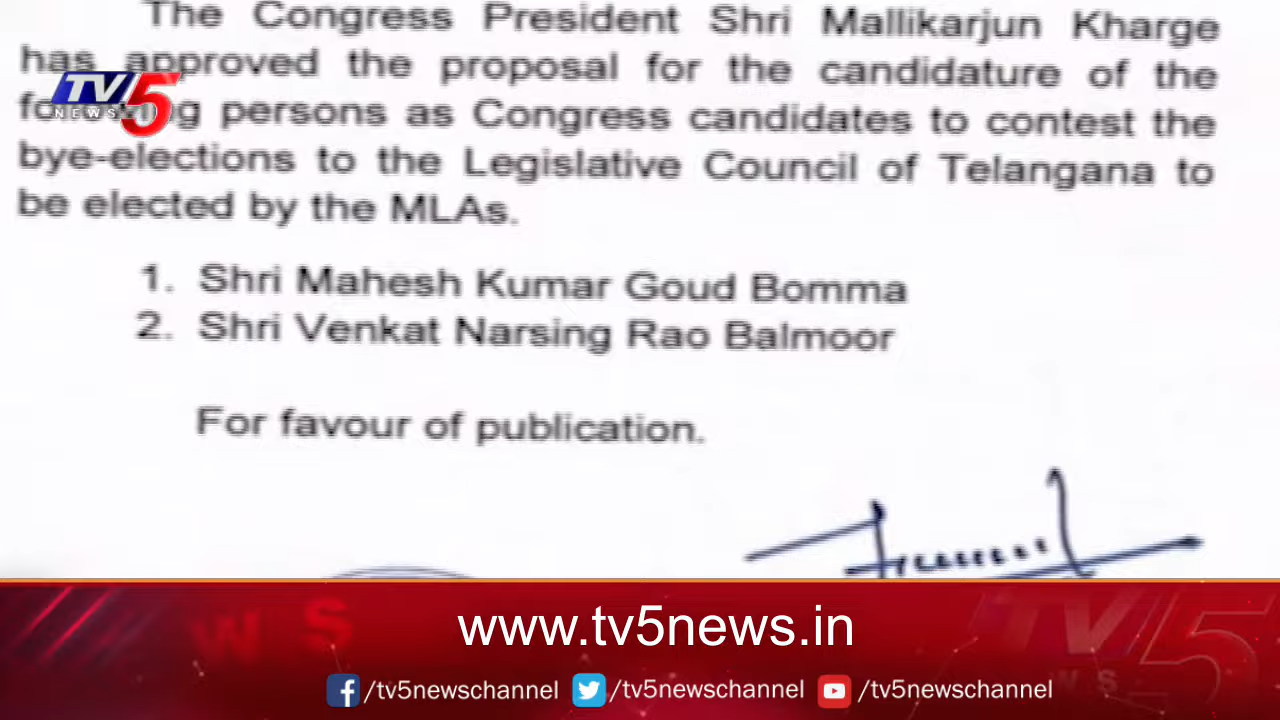 The Congress President Shri Mallikarjun Kharge
has approved the proposal for the candidature of the
following persons as Congress candidates to contest the
bye-elections to the Legislative Council of Telangana to
be elected by the MLAs.
1. Shri Mahesh Kumar Goud Bomma
2. Shri Venkat Narsing Rao Balmoor
For favour of publication.
TV5
NEWS
www.tv5news.in
/tv5newschannel /tv5newschannel /tv5newschannel